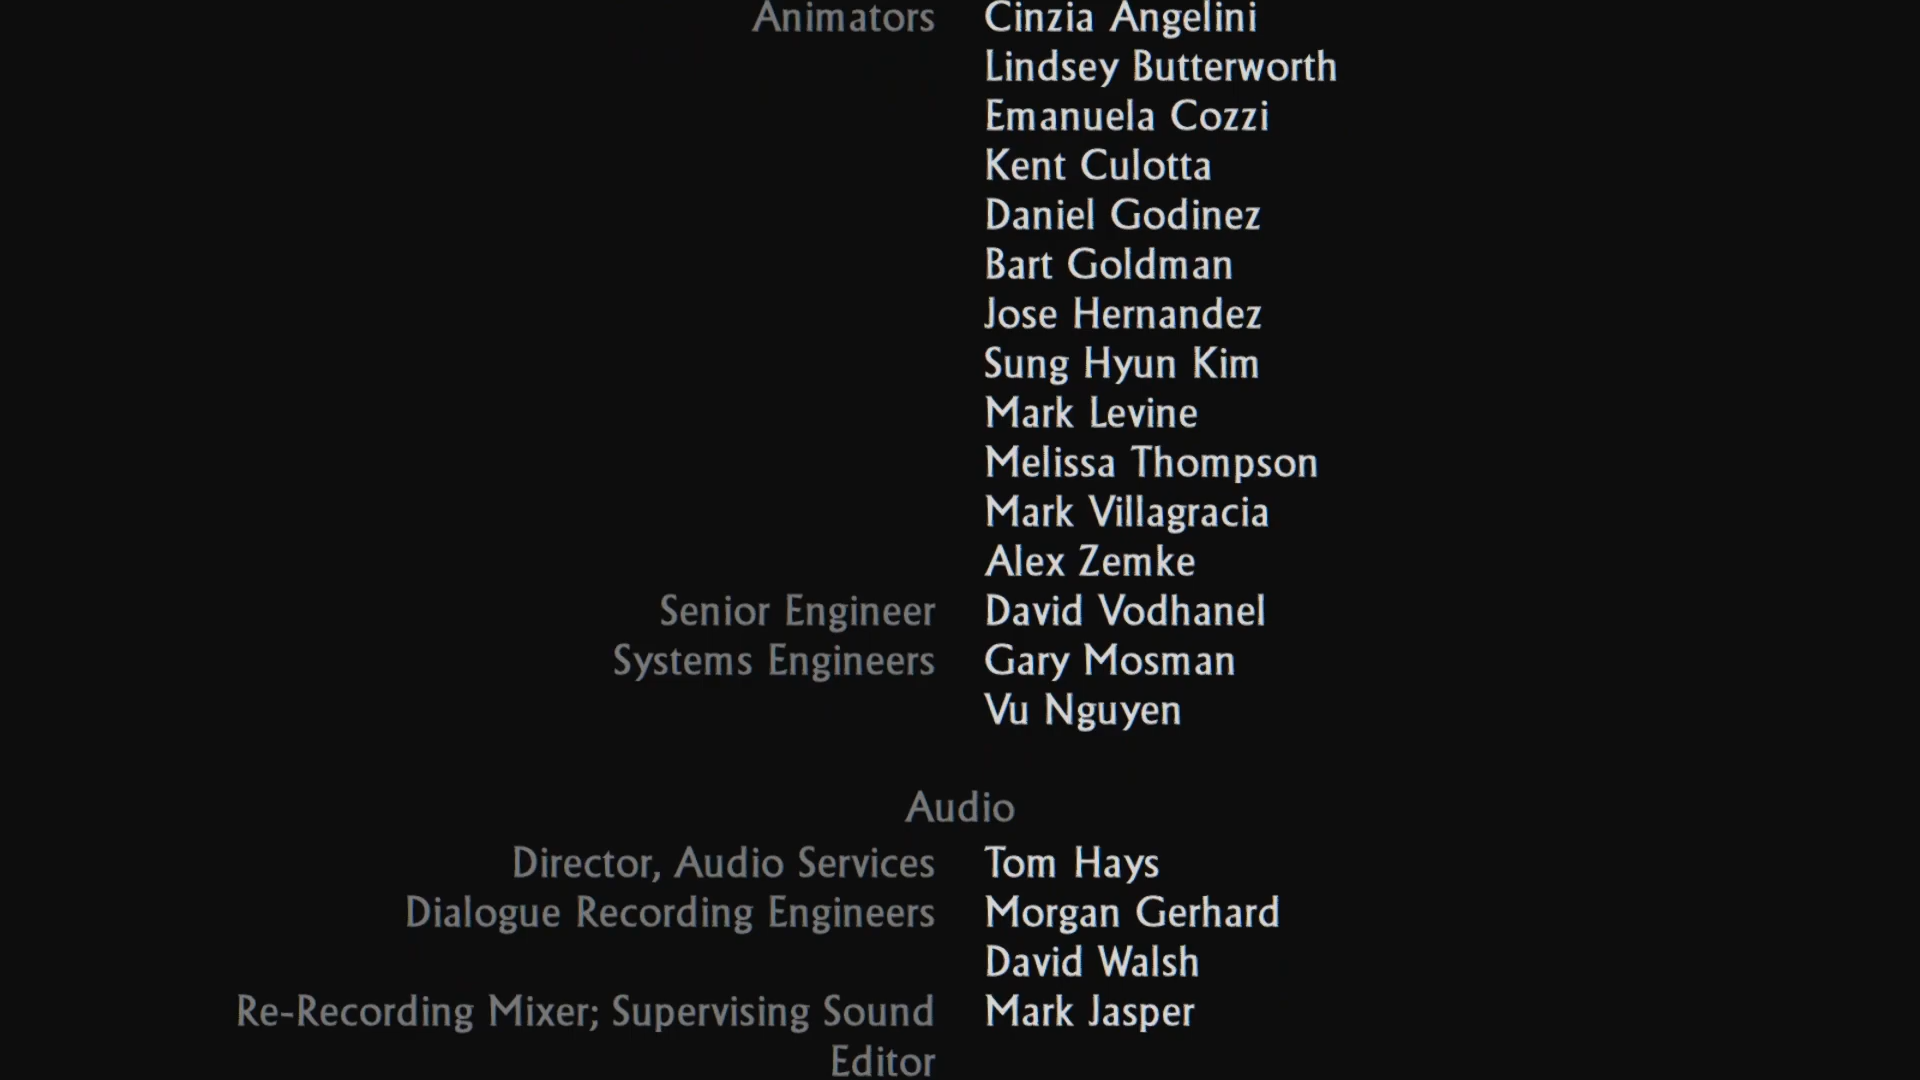 Animators Cinzia Angelini
Lindsey Butterworth
Emanuela Cozzi
Kent Culotta
Daniel Godinez
Bart Goldman
Jose Hernandez
Sung Hyun Kim
Mark Levine
Melissa Thompson
Mark Villagracia
Alex Zemke
Senior Engineer David Vodhanel
Systems Engineers Gary Mosman
Vu Nguyen
Audio
Director, Audio Services Tom Hays
Dialogue Recording Engineers Morgan Gerhard
David Walsh
Re-Recording Mixer; Supervising Sound Mark Jasper
Editor